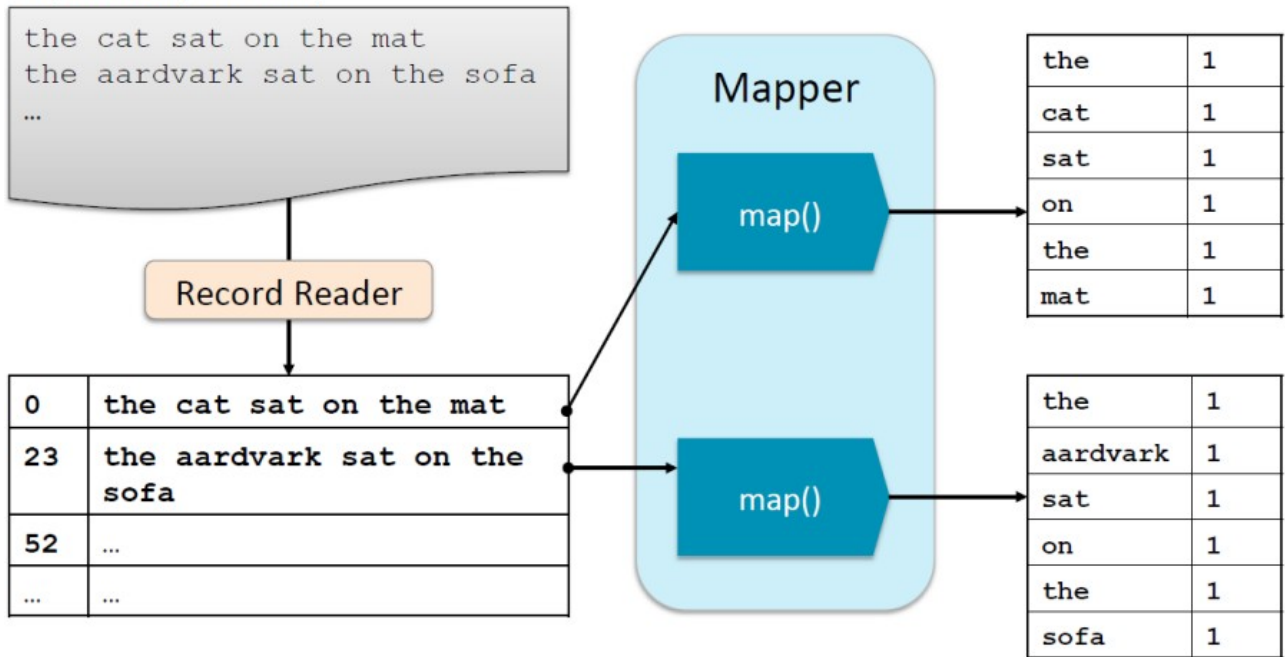 the cat sat on the mat
the aardvark sat on the sofa
…
Record Reader
0 the cat sat on the mat
23 the aardvark sat on the
sofa
52 …
… …
Mapper
map()
map()
the 1
cat 1
sat 1
on 1
the 1
mat 1
the 1
aardvark 1
sat 1
on 1
the 1
sofa 1